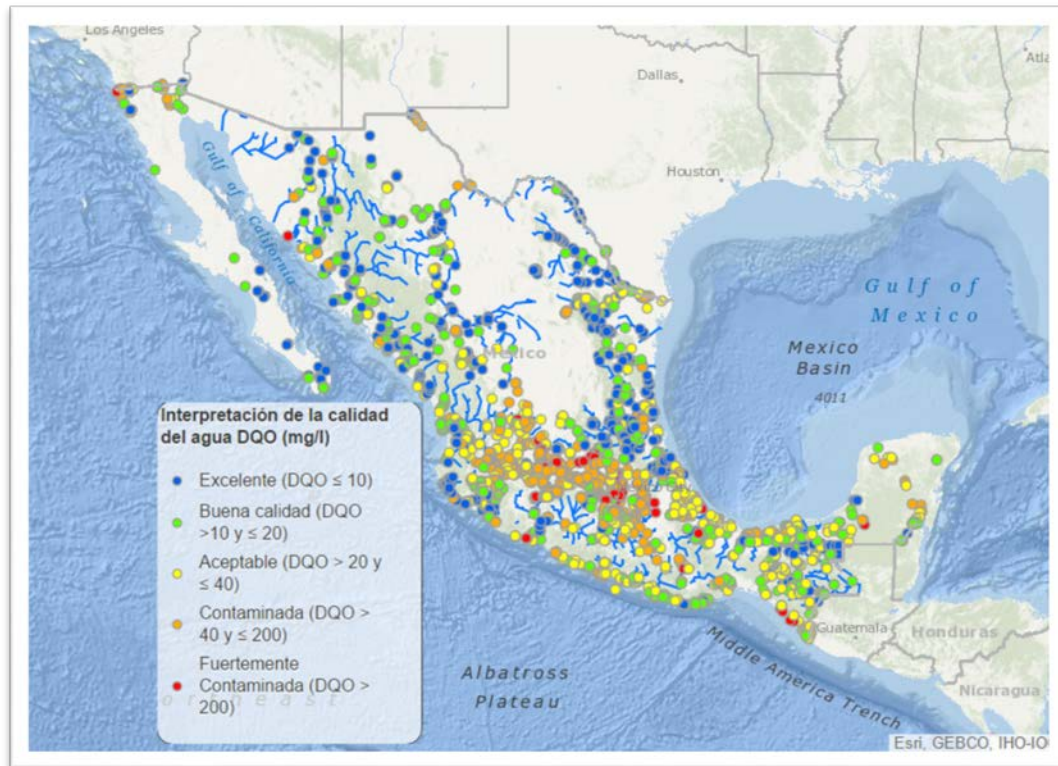 Los Angeles
Dallas
Atla
Houston
Gulf of
California
Gulf of
Mexico
Mexico
Basin
4011
México
Interpretación de la calidad
del agua DQO (mg/l)
Excelente (DQO ≤ 10)
Buena calidad (DQO
>10 y ≤ 20)
Aceptable (DQO > 20 y
≤ 40)
Contaminada (DQO >
40 y ≤ 200)
Fuertemente
Contaminada (DQO >
200)
Guatemala
Honduras
Nicaragua
Middle America Trench
Albatross
Plateau
Esri, GEBCO, IHO-IO